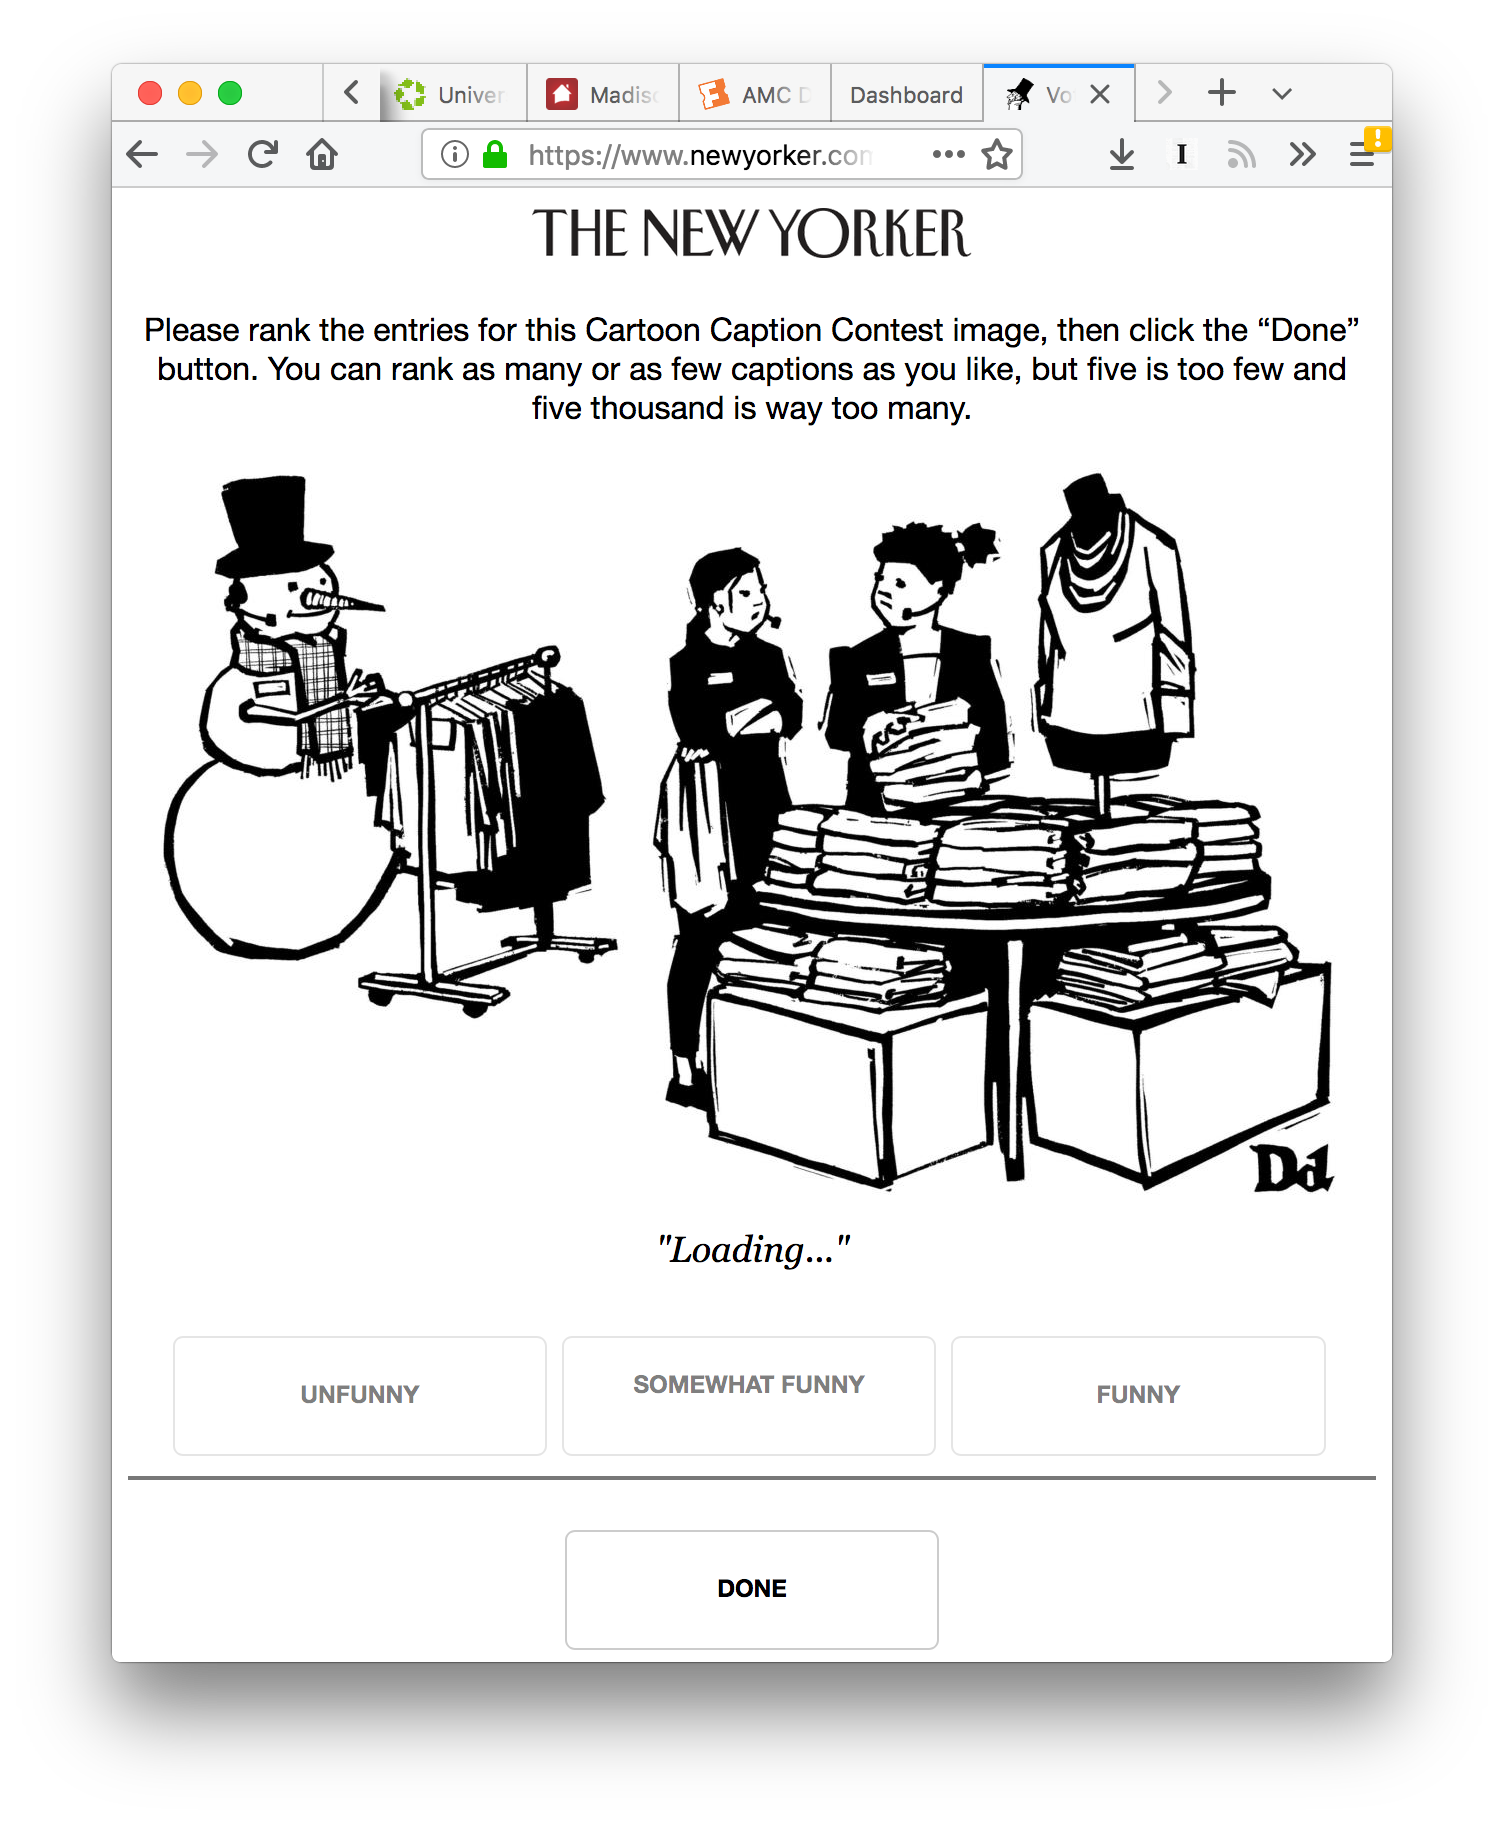 Univer
Madisc
AMC D
Dashboard
Vo
https://www.newyorker.con
I
THE NEW YORKER
Please rank the entries for this Cartoon Caption Contest image, then click the “Done”
button. You can rank as many or as few captions as you like, but five is too few and
five thousand is way too many.
Dd
"Loading..."
UNFUNNY
SOMEWHAT FUNNY
FUNNY
DONE